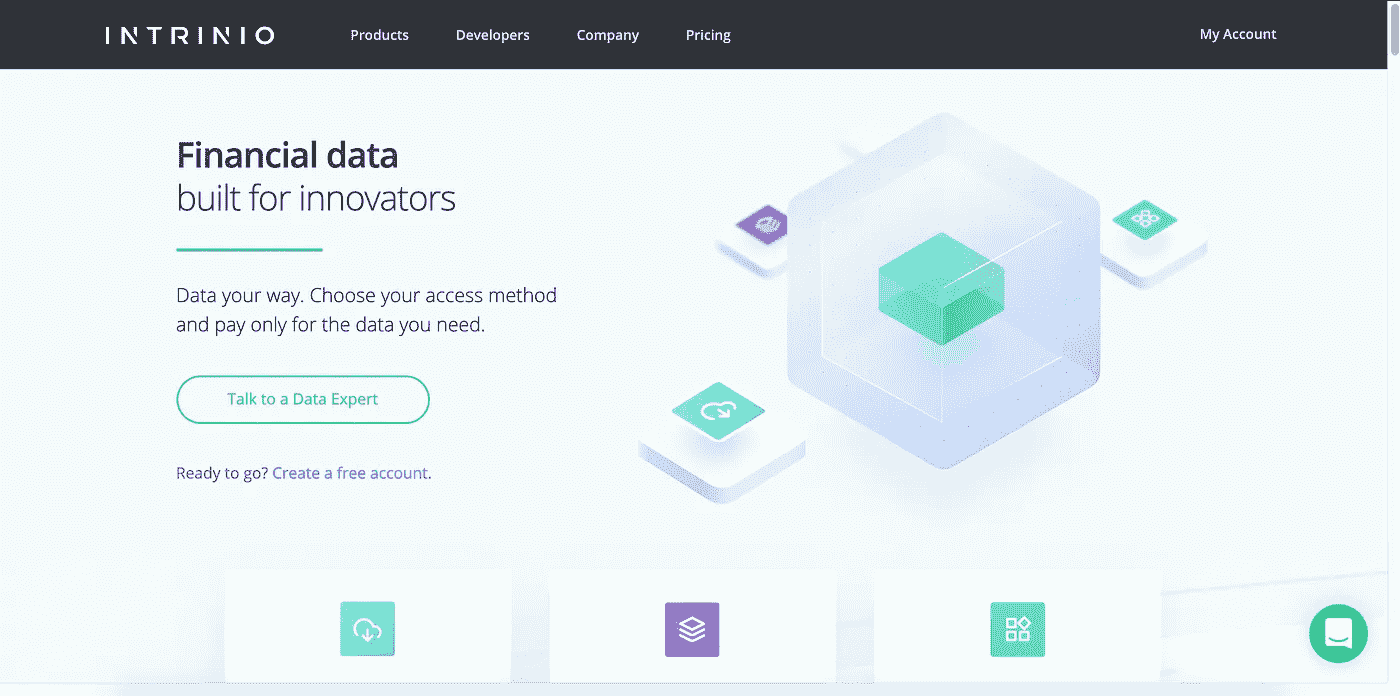 INTRINIO
Products
Developers
Company
Pricing
My Account
Financial data
built for innovators
Data your way. Choose your access method
and pay only for the data you need.
Talk to a Data Expert
Ready to go? Create a free account.